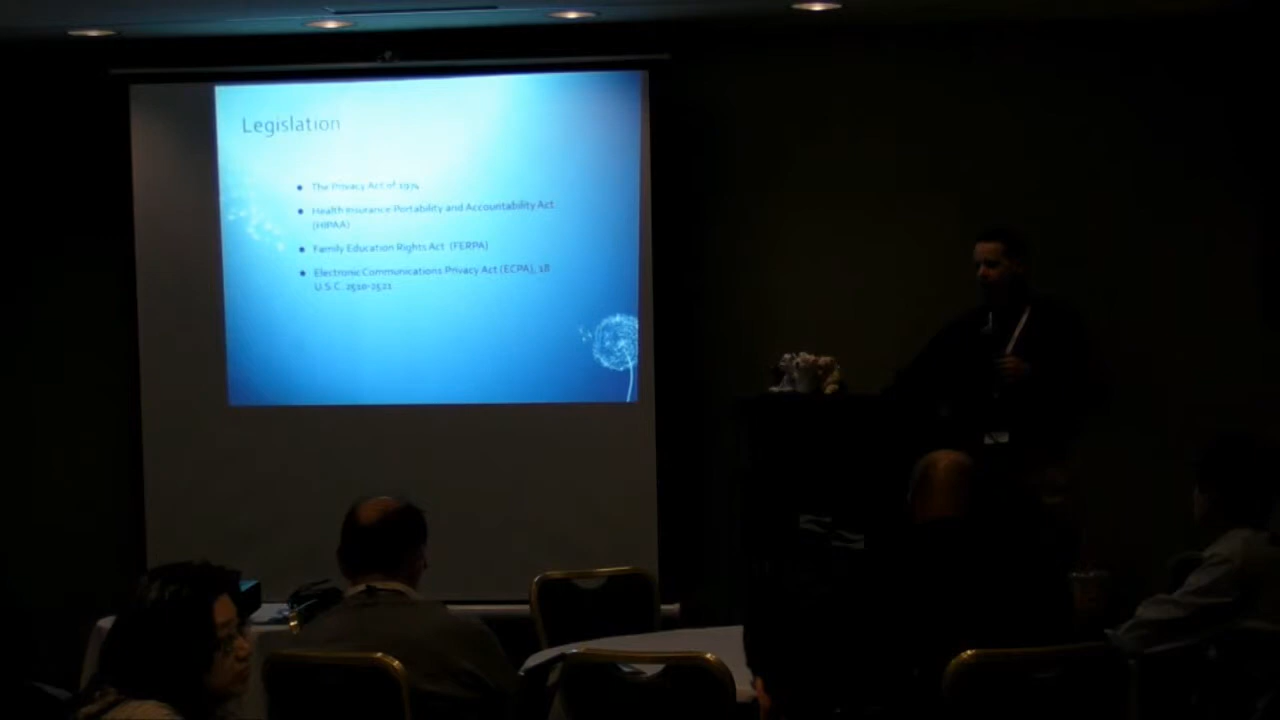 Legislation
The Privacy Act of 1974
Health Insurance Portability and Accountability Act
(HIPAA)
Family Education Rights Act (FERPA)
Electronic Communications Privacy Act (ECPA), 18
U.S.C. 2510-2521